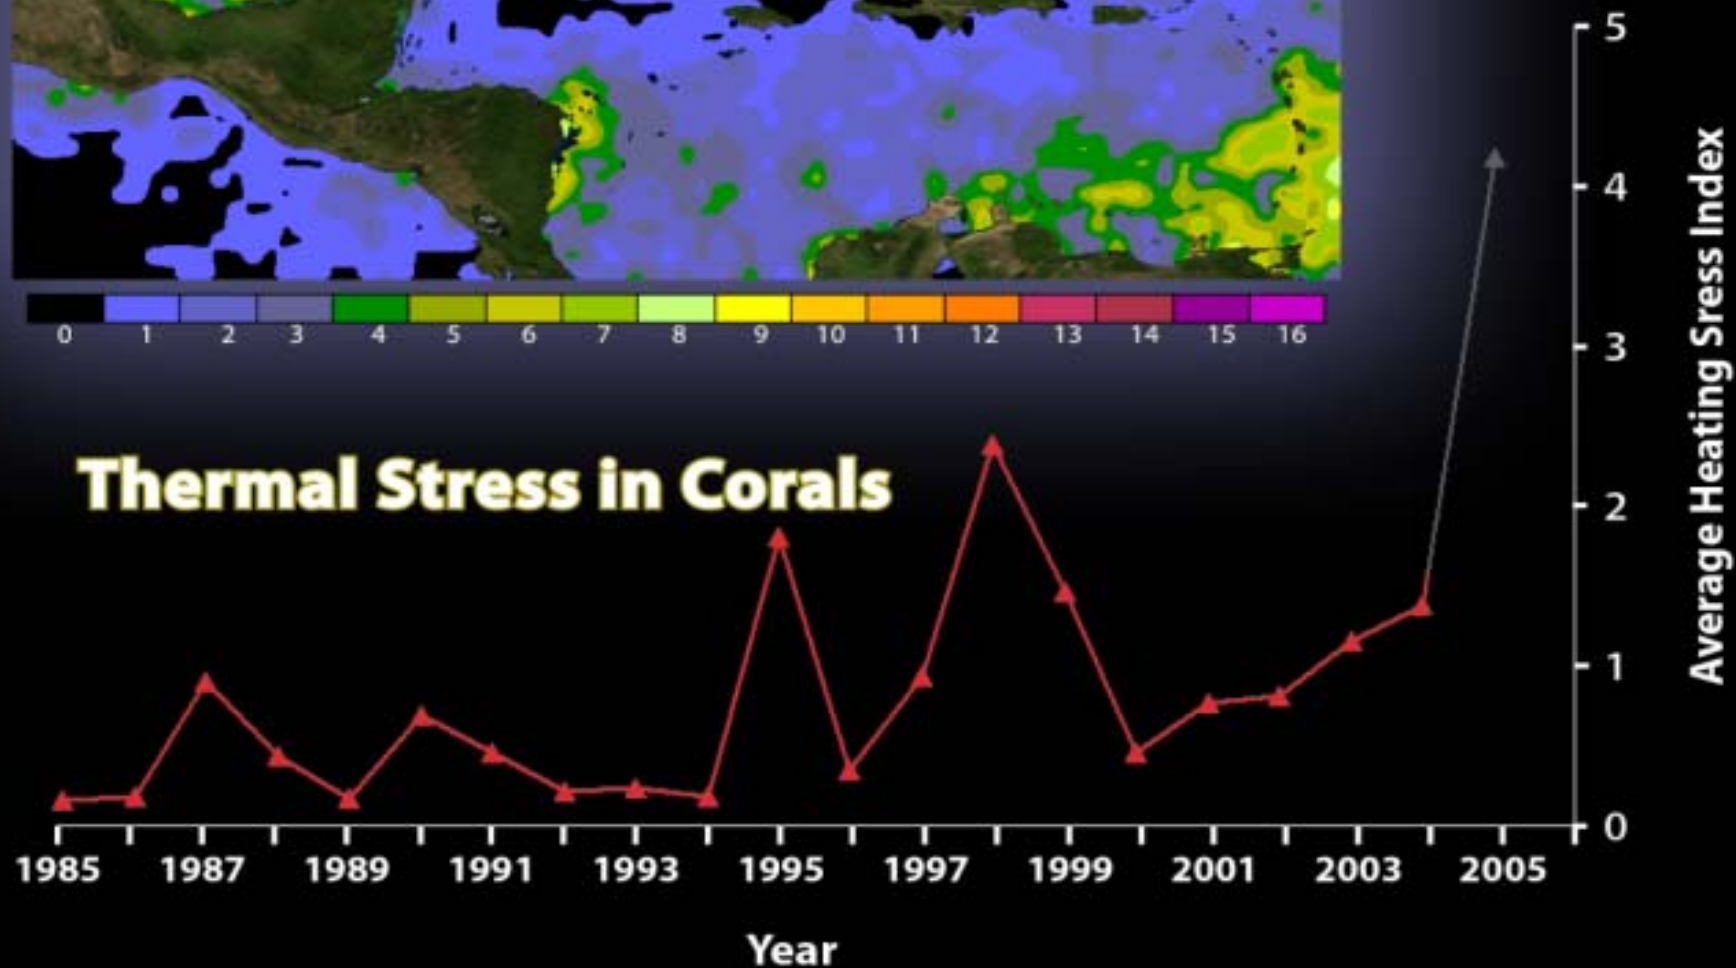 0 1 2 3 4 5 6 7 8 9 10 11 12 13 14 15 16
Thermal Stress in Corals
5
4
3
2
1
0
Average Heating Sress Index
1985 1987 1989 1991 1993 1995 1997 1999 2001 2003 2005
Year